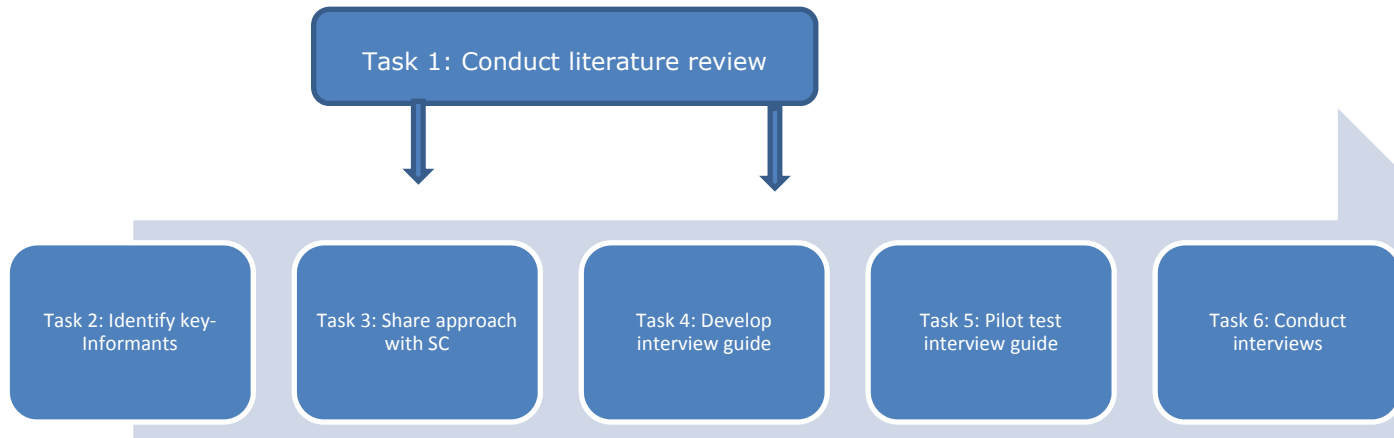 Task 1: Conduct literature review
Task 2: Identify key-
Informants
Task 3: Share approach
with SC
Task 4: Develop
interview guide
Task 5: Pilot test
interview guide
Task 6: Conduct
interviews